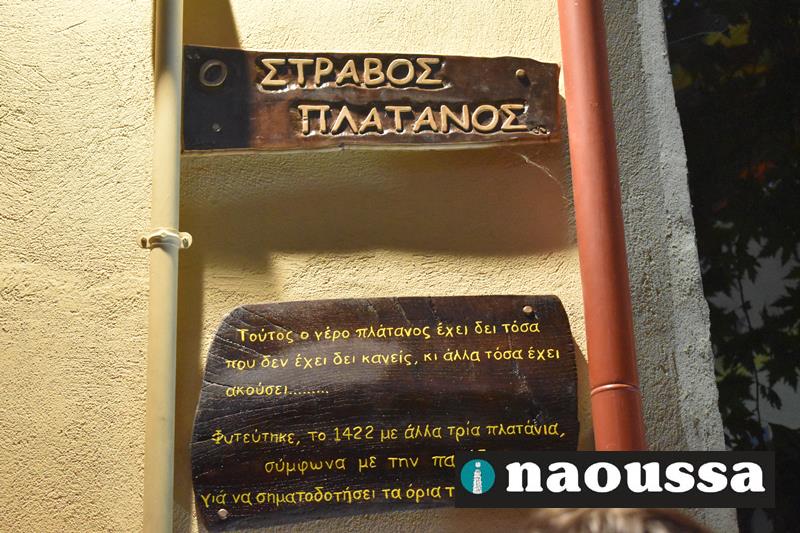 ΣΤΡΑΒΟΣ
ΠΛΑΤΑΝΟΣ
Τούτος ο γέρο πλάτανος έχει δει τόσα
που δεν έχει δει κανείς, κι άλλα τόσα έχει
ακούσει.........
Φυτεύτηκε, το 1422 με άλλα τρία πλατάνια,
σύμφωνα με την
γιά να σηματοδοτήσει τα όρια
i naoussa